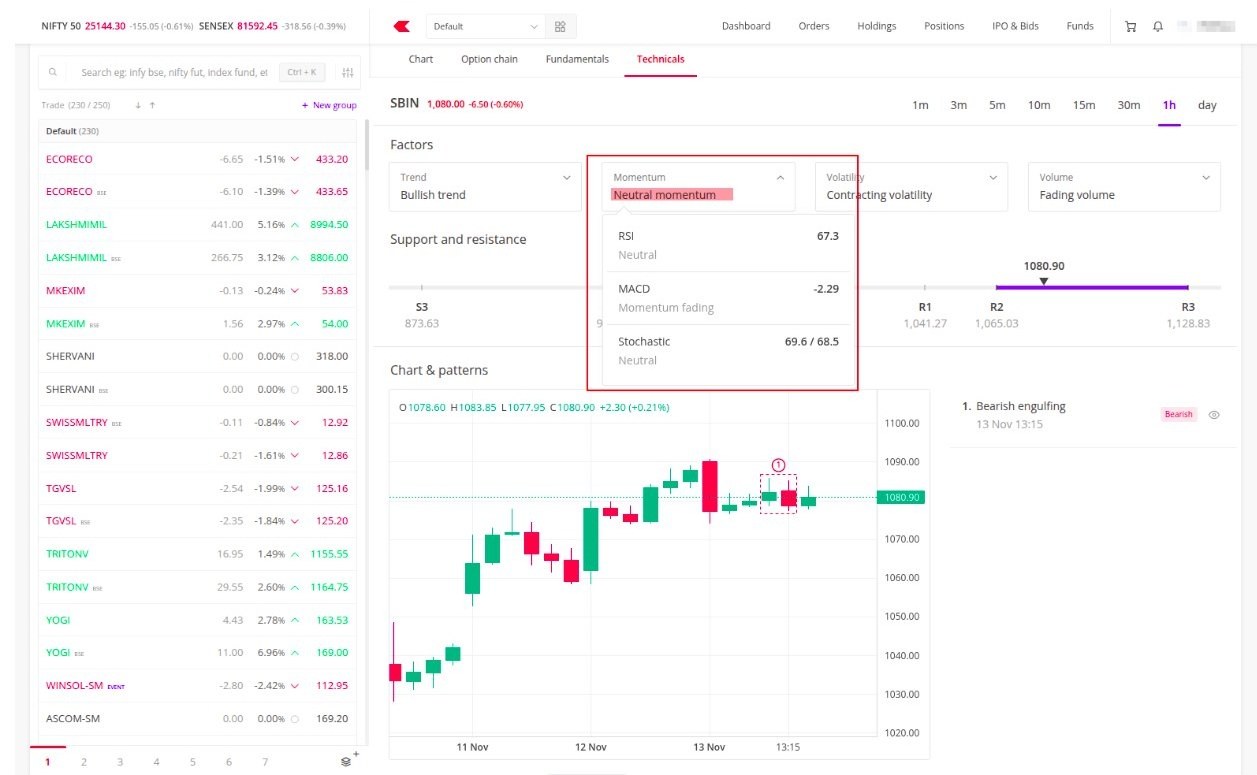 NIFTY 50 25144.30 -155.05 (-0.61%) SENSEX 81592.45 -318.56 (-0.39%)
Default
Dashboard Orders Holdings Positions IPO & Bids Funds
Search eg: infy bse, nifty fut, index fund, et Ctrl + K
Chart Option chain Fundamentals Technicals
Trade (230 / 250) ↓ ↑ + New group
SBIN 1,080.00 -6.50 (-0.60%)
1m 3m 5m 10m 15m 30m 1h day
Default (230)
ECORECO -6.65 -1.51% 433.20
ECORECO BSE -6.10 -1.39% 433.65
LAKSHMIMIL 441.00 5.16% 8994.50
LAKSHMIMIL BSE 266.75 3.12% 8806.00
MKEXIM -0.13 -0.24% 53.83
MKEXIM BSE 1.56 2.97% 54.00
SHERVANI 0.00 0.00% 318.00
SHERVANI BSE 0.00 0.00% 300.15
SWISSMLTRY BSE -0.11 -0.84% 12.92
SWISSMLTRY -0.21 -1.61% 12.86
TGVSL -2.54 -1.99% 125.16
TGVSL BSE -2.35 -1.84% 125.20
TRITONV 16.95 1.49% 1155.55
TRITONV BSE 29.55 2.60% 1164.75
YOGI 4.43 2.78% 163.53
YOGI BSE 11.00 6.96% 169.00
WINSOL-SM EVENT -2.80 -2.42% 112.95
ASCOM-SM 0.00 0.00% 169.20
1 2 3 4 5 6 7
Factors
Trend
Bullish trend
Momentum
Neutral momentum
Volatility
Contracting volatility
Volume
Fading volume
RSI 67.3
Neutral
MACD -2.29
Momentum fading
Stochastic 69.6 / 68.5
Neutral
Support and resistance
1080.90
S3 R1 R2 R3
873.63 9 1,041.27 1,065.03 1,128.83
Chart & patterns
O1078.60 H1083.85 L1077.95 C1080.90 +2.30 (+0.21%)
1
1100.00
1090.00
1080.90
1070.00
1060.00
1050.00
1040.00
1030.00
1020.00
11 Nov 12 Nov 13 Nov 13:15
1. Bearish engulfing Bearish
13 Nov 13:15